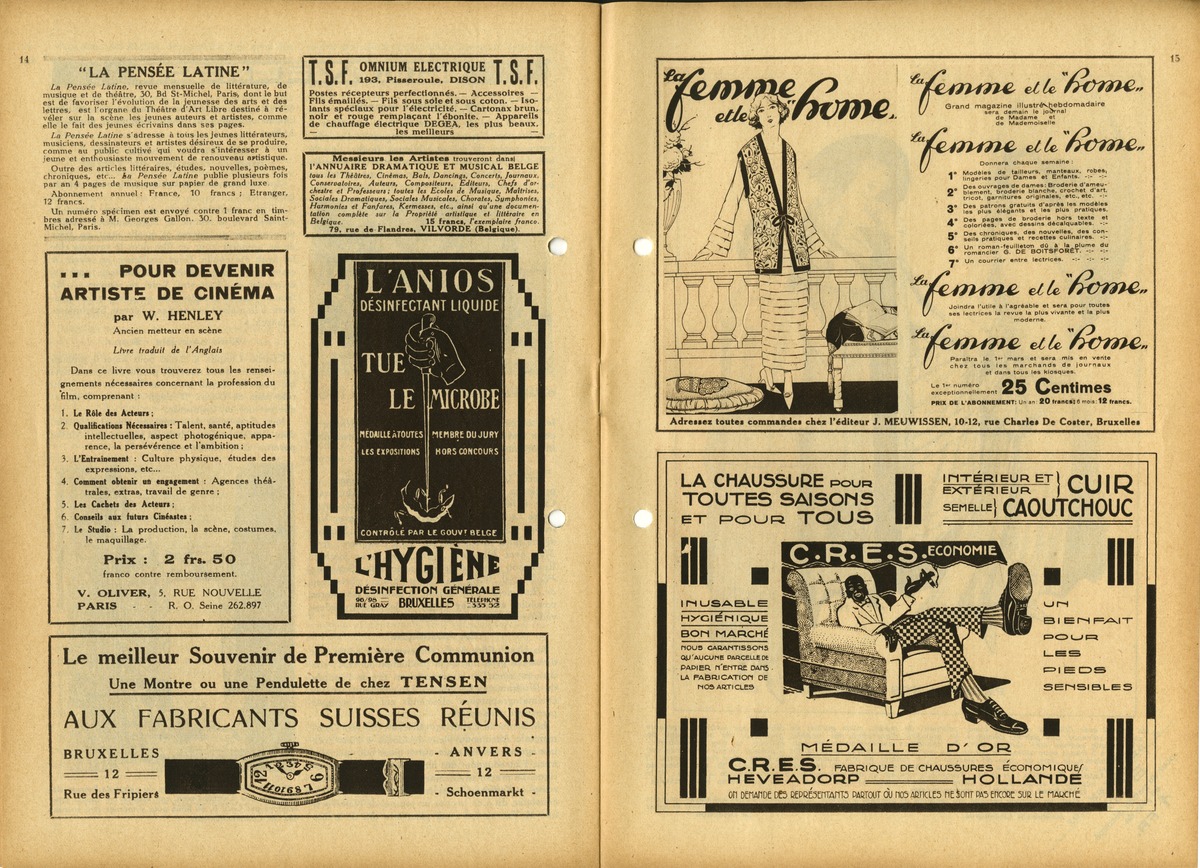 14
"LA PENSÉE LATINE"
La Pensée Latine, revue mensuelle de littérature, de
musique et de théâtre, 30, Bd St-Michel, Paris, dont le but
est de favoriser l'évolution de la jeunesse des arts et des
lettres, est l'organe du Théâtre d'Art Libre destiné à ré-
véler sur la scène les jeunes auteurs et artistes, comme
elle le fait des jeunes écrivains dans ses pages.
La Pensée Latine s'adresse à tous les jeunes littérateurs,
musiciens, dessinateurs et artistes désireux de se produire,
comme au public cultivé qui voudra s'intéresser à un
jeune et enthousiaste mouvement de renouveau artistique.
Outre des articles littéraires, études, nouvelles, poèmes,
chroniques, etc... La Pensée Latine publie plusieurs fois
par an 4 pages de musique sur papier de grand luxe.
Abonnement annuel: France, 10 francs; Etranger,
12 francs.
Un numéro spécimen est envoyé contre 1 franc en tim-
bres adressé à M. Georges Gallon, 30, boulevard Saint-
Michel, Paris.
T.S.F. OMNIUM ELECTRIQUE T.S.F.
193, Pisseroule, DISON
Postes récepteurs perfectionnés. — Accessoires —
Fils émaillés. — Fils sous soie et sous coton. — Iso-
lants spéciaux pour l'électricité. — Cartonax brun,
noir et rouge remplaçant l'ébonite. — Appareils
de chauffage électrique DEGEA, les plus beaux,
— les meilleurs —
Messieurs les Artistes trouveront dans
l'ANNUAIRE DRAMATIQUE ET MUSICAL BELGE
tous les Théâtres, Cinémas, Bals, Dancings, Concerts, Journaux,
Conservatoires, Auteurs, Compositeurs, Editeurs, Chefs d'or-
chestre et Professeurs; toutes les Ecoles de Musique, Maîtrises,
Sociales Dramatiques, Sociales Musicales, Chorales, Symphonies,
Harmonies et Fanfares, Kermesses, etc., ainsi qu'une documen-
tation complète sur la Propriété artistique et littéraire en
Belgique. 15 francs, l'exemplaire franco.
79, rue de Flandres, VILVORDE (Belgique).
... POUR DEVENIR
ARTISTE DE CINÉMA
par W. HENLEY
Ancien metteur en scène
Livre traduit de l'Anglais
Dans ce livre vous trouverez tous les rensei-
gnements nécessaires concernant la profession du
film, comprenant :
1. Le Rôle des Acteurs ;
2. Qualifications Nécessaires : Talent, santé, aptitudes
intellectuelles, aspect photogénique, appa-
rence, la persévérence et l'ambition ;
3. L'Entrainement : Culture physique, études des
expressions, etc...
4. Comment obtenir un engagement : Agences théâ-
trales, extras, travail de genre ;
5. Les Cachets des Acteurs ;
6. Conseils aux futurs Cinéastes ;
7. Le Studio : La production, la scène, costumes,
le maquillage.
Prix : 2 frs. 50
franco contre remboursement.
V. OLIVER, 5, RUE NOUVELLE
PARIS - - R. O. Seine 262.897
L'ANIOS
DÉSINFECTANT LIQUIDE
TUE
LE MICROBE
MÉDAILLE À TOUTES MEMBRE DU JURY
LES EXPOSITIONS HORS CONCOURS
CONTRÔLÉ PAR LE GOUVT BELGE
L'HYGIÈNE
DÉSINFECTION GÉNÉRALE
96/98 — RUE GRAY BRUXELLES TÉLÉPHONE 335 52
Le meilleur Souvenir de Première Communion
Une Montre ou une Pendulette de chez TENSEN
AUX FABRICANTS SUISSES RÉUNIS
BRUXELLES - ANVERS -
12 12
Rue des Fripiers - Schoenmarkt -
15
La femme
et le "home„
La femme et le "home„
Grand magazine illustré hebdomadaire
sera demain le journal
de Madame et
de Mademoiselle
La femme et le "home„
Donnera chaque semaine :
1° Modèles de tailleurs, manteaux, robes,
lingeries pour Dames et Enfants. -:- -:-
2° Des ouvrages de dames: Broderie d'ameu-
blement, broderie blanche, crochet d'art,
tricot, garnitures originales, etc., etc. -:-
3° Des patrons gratuits d'après les modèles
les plus élégants et les plus pratiques.
4° Des pages de broderie hors texte et
coloriées, avec dessins décalquables. -:-
5° Des chroniques, des nouvelles, des con-
seils pratiques et recettes culinaires. -:-
6° Un roman-feuilleton dû à la plume du
romancier G. DE BOITSFORET. -:- -:-
7° Un courrier entre lectrices. -:- -:- -:-
La femme et le "home„
Joindra l'utile à l'agréable et sera pour toutes
ses lectrices la revue la plus vivante et la plus
moderne.
La femme et le "home„
Paraîtra le 1er mars et sera mis en vente
chez tous les marchands de journaux
et dans tous les kiosques.
Le 1er numéro
exceptionnellement 25 Centimes
PRIX DE L'ABONNEMENT: Un an: 20 francs; 6 mois: 12 francs.
Adressez toutes commandes chez l'éditeur J. MEUWISSEN, 10-12, rue Charles De Coster, Bruxelles
LA CHAUSSURE POUR
TOUTES SAISONS
ET POUR TOUS
INTÉRIEUR ET
EXTÉRIEUR } CUIR
SEMELLE} CAOUTCHOUC
C.R.E.S. ECONOMIE
INUSABLE
HYGIÉNIQUE
BON MARCHÉ
NOUS GARANTISSONS
QU'AUCUNE PARCELLE DE
PAPIER N'ENTRE DANS
LA FABRICATION DE
NOS ARTICLES
UN
BIENFAIT
POUR
LES
PIEDS
SENSIBLES
MÉDAILLE D'OR
C.R.E.S. FABRIQUE DE CHAUSSURES ÉCONOMIQUES
HEVEADORP HOLLANDE
ON DEMANDE DES REPRÉSENTANTS PARTOUT OÙ NOS ARTICLES NE SONT PAS ENCORE SUR LE MARCHÉ